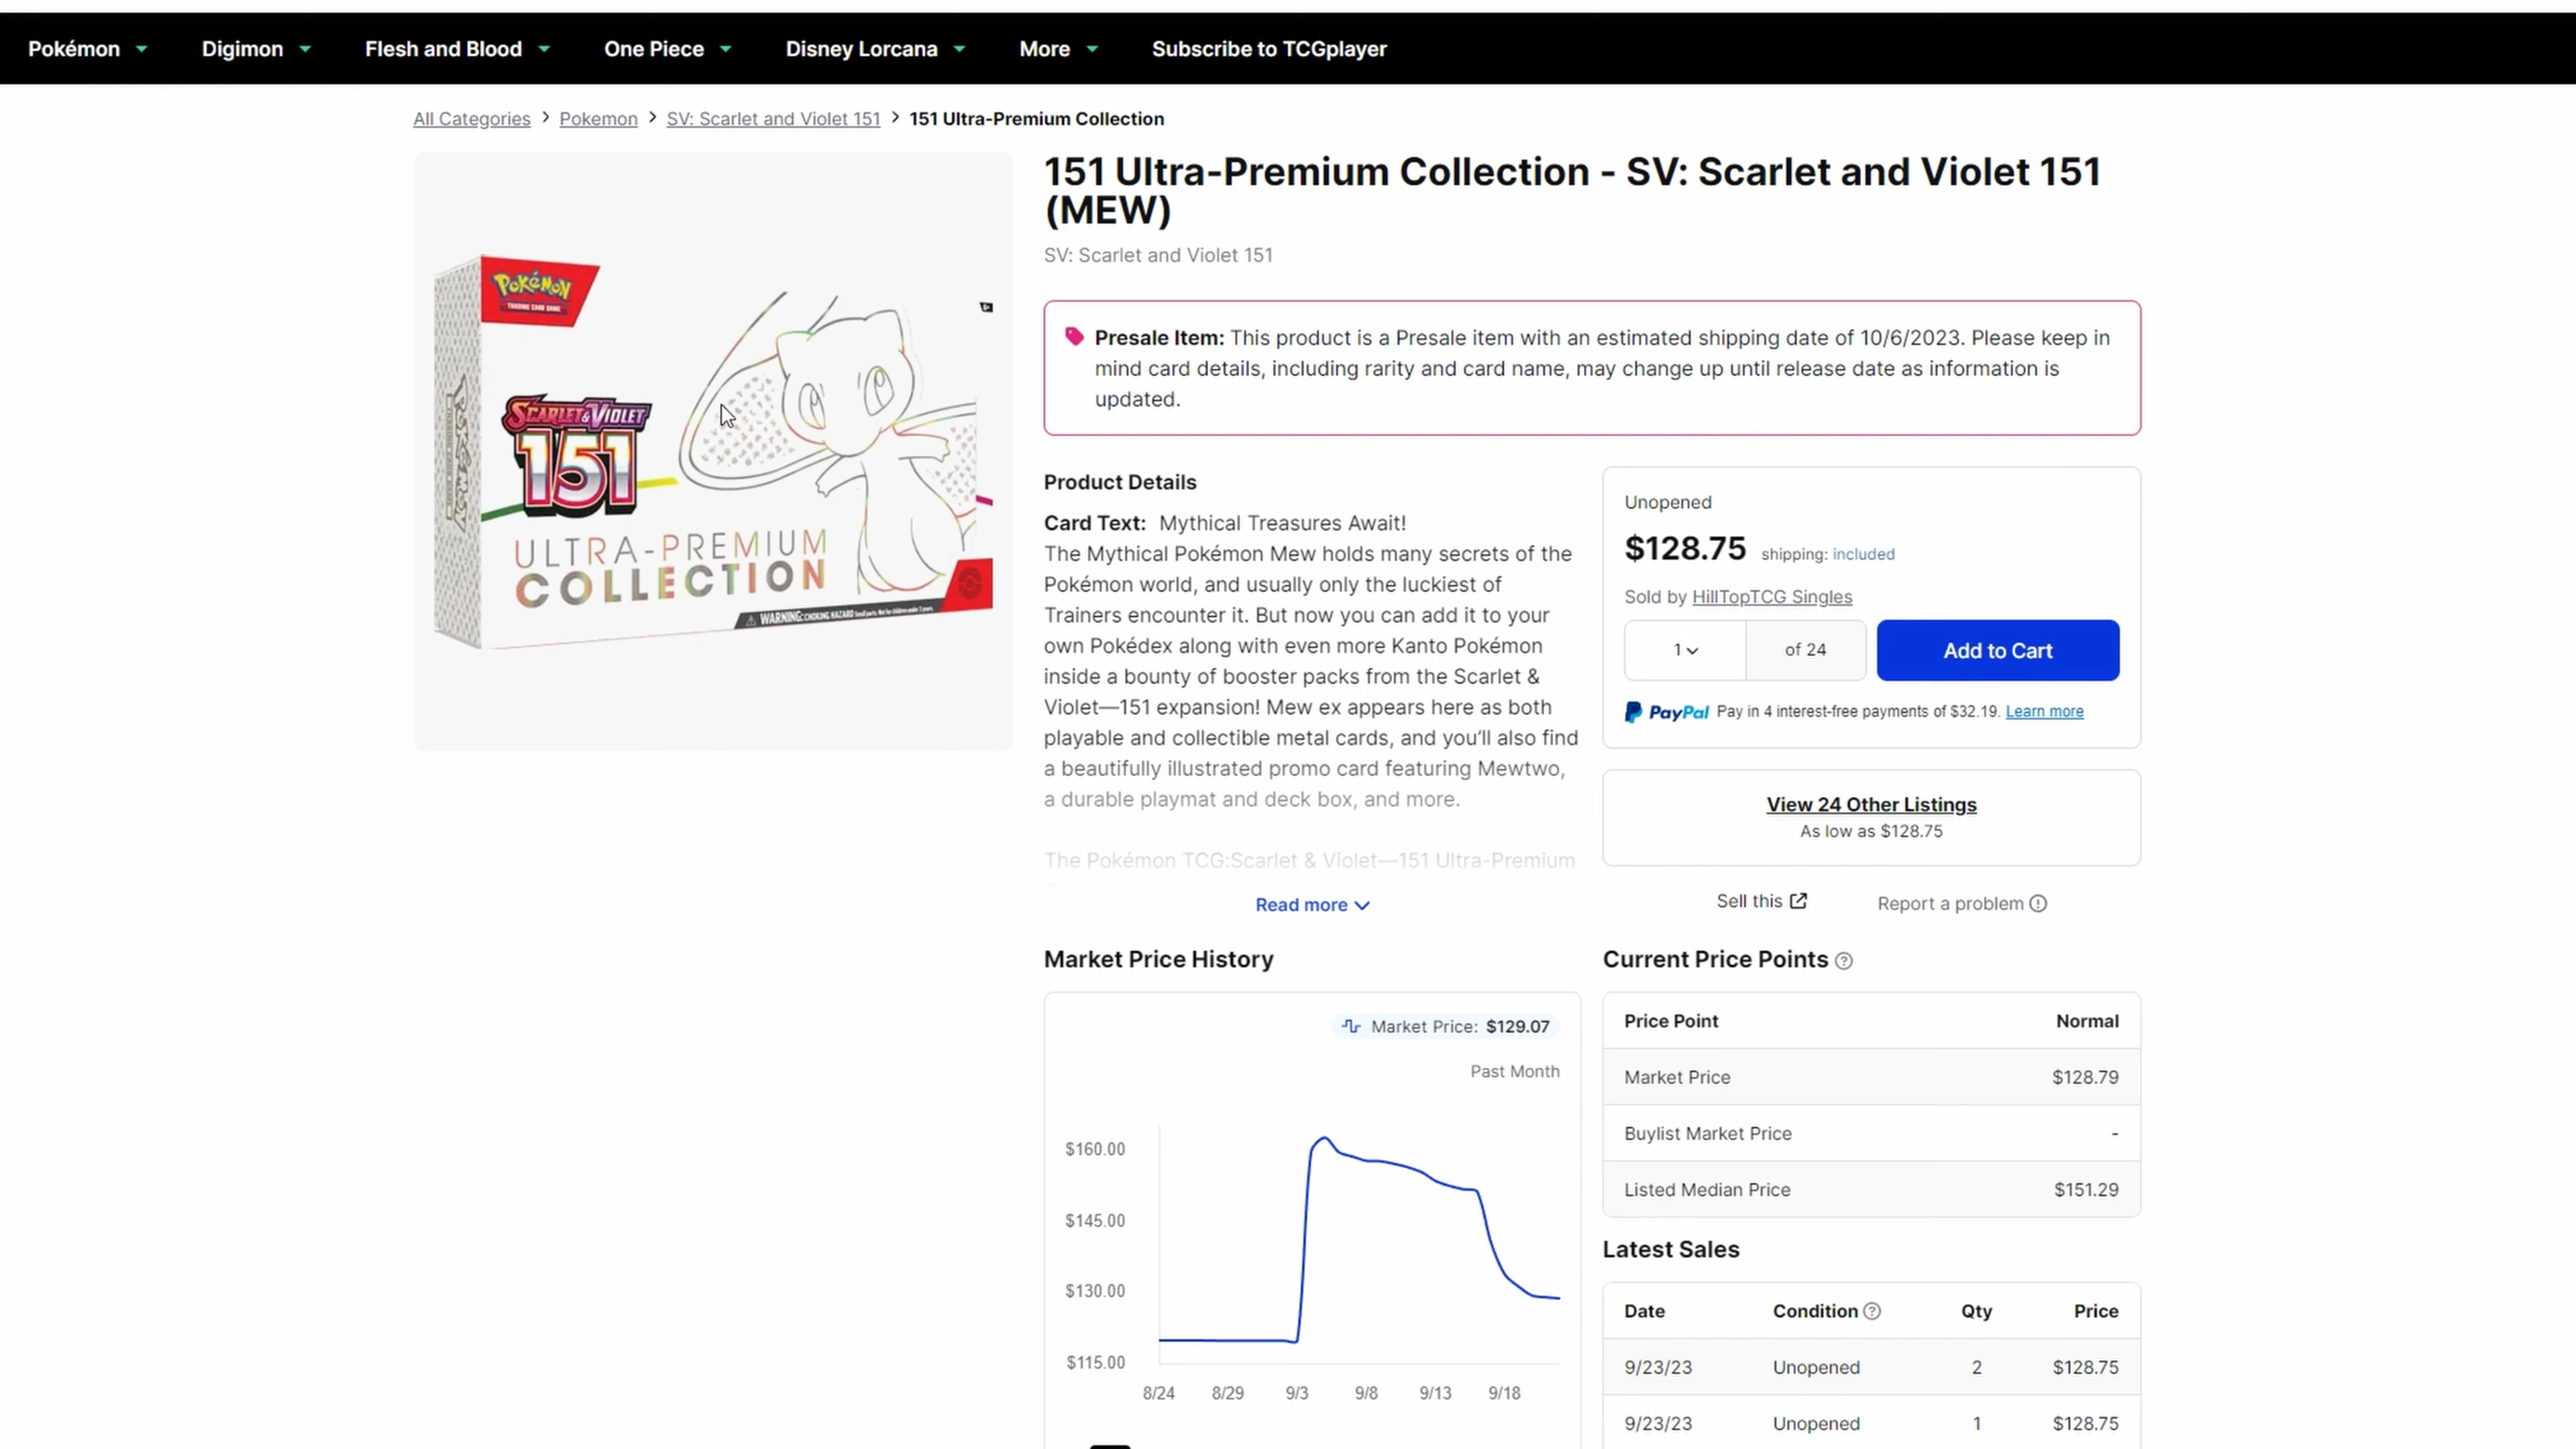 Pokémon
Digimon
Flesh and Blood
One Piece
Disney Lorcana
More
Subscribe to TCGplayer
All Categories > Pokemon > SV: Scarlet and Violet 151 > 151 Ultra-Premium Collection
Pokémon
TRADING CARD GAME
SCARLET & VIOLET
151
ULTRA-PREMIUM
COLLECTION
WARNING: CHOKING HAZARD Small parts. Not for children under 3 years.
151 Ultra-Premium Collection - SV: Scarlet and Violet 151
(MEW)
SV: Scarlet and Violet 151
Presale Item: This product is a Presale item with an estimated shipping date of 10/6/2023. Please keep in
mind card details, including rarity and card name, may change up until release date as information is
updated.
Product Details
Card Text: Mythical Treasures Await!
The Mythical Pokémon Mew holds many secrets of the
Pokémon world, and usually only the luckiest of
Trainers encounter it. But now you can add it to your
own Pokédex along with even more Kanto Pokémon
inside a bounty of booster packs from the Scarlet &
Violet—151 expansion! Mew ex appears here as both
playable and collectible metal cards, and you'll also find
a beautifully illustrated promo card featuring Mewtwo,
a durable playmat and deck box, and more.
The Pokémon TCG:Scarlet & Violet—151 Ultra-Premium
Read more
Unopened
$128.75 shipping: included
Sold by HillTopTCG Singles
1 of 24 Add to Cart
PayPal Pay in 4 interest-free payments of $32.19. Learn more
View 24 Other Listings
As low as $128.75
Sell this Report a problem
Market Price History
Market Price: $129.07
Past Month
$160.00
$145.00
$130.00
$115.00
8/24 8/29 9/3 9/8 9/13 9/18
Current Price Points
Price Point Normal
Market Price $128.79
Buylist Market Price -
Listed Median Price $151.29
Latest Sales
Date Condition Qty Price
9/23/23 Unopened 2 $128.75
9/23/23 Unopened 1 $128.75